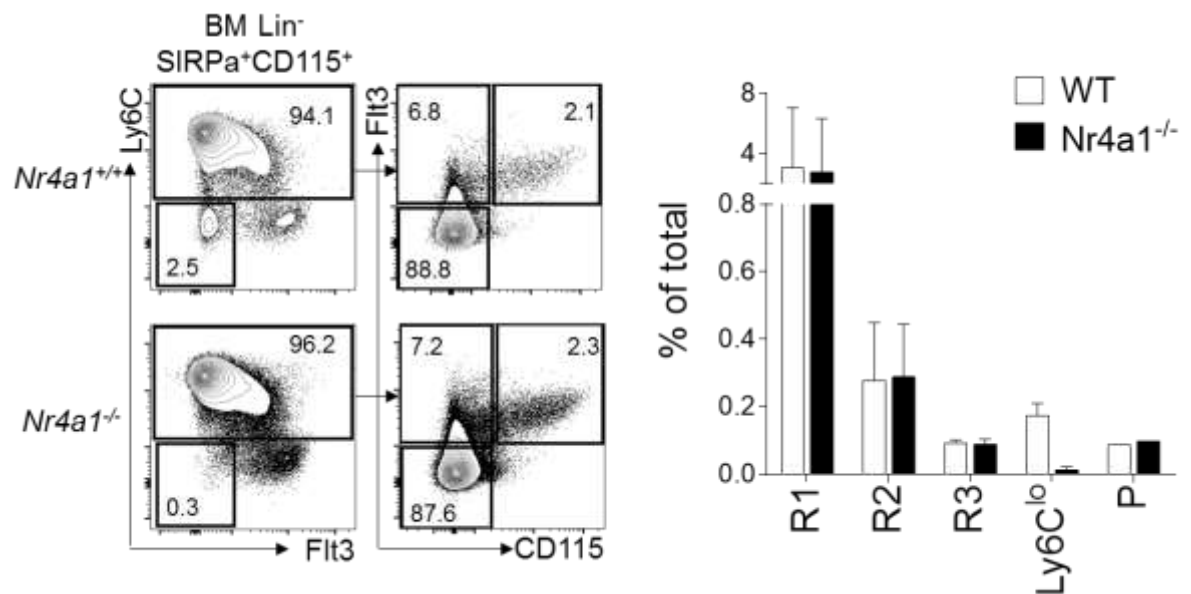 BM Lin-
SIRPa+CD115+
Ly6C
94.1
2.5
Nr4a1+/+
Flt3
6.8
2.1
88.8
96.2
0.3
Nr4a1-/-
7.2
2.3
87.6
Flt3
CD115
WT
Nr4a1-/-
% of total
8
4
0.8
0.6
0.4
0.2
0.0
R1
R2
R3
Ly6Clo
P